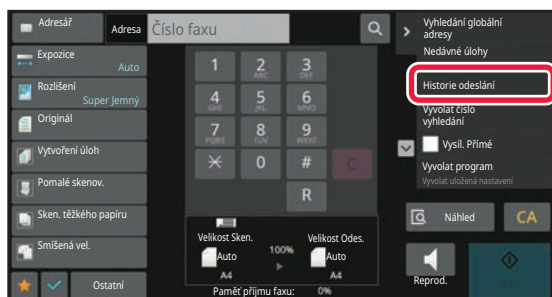 Adresář
Adresa
Číslo faxu
Expozice
Auto
Rozlišení
Super Jemný
Originál
Vytvoření úloh
Pomalé skenov.
Sken. těžkého papíru
Smíšená vel.
Ostatní
1
2
ABC
3
DEF
4
GHI
5
JKL
6
MNO
7
PQRS
8
TUV
9
WXYZ
0
#
C
R
Velikost Sken.
100%
Velikost Odes.
Auto
Auto
A4
A4
Paměť příjmu faxu: 0%
Vyhledání globální
adresy
Nedávné úlohy
Historie odeslání
Vyvolat číslo
vyhledání
Vysíl. Přímé
Vyvolat program
Vyvolat uložená nastavení
Náhled
CA
Reprod.
Start